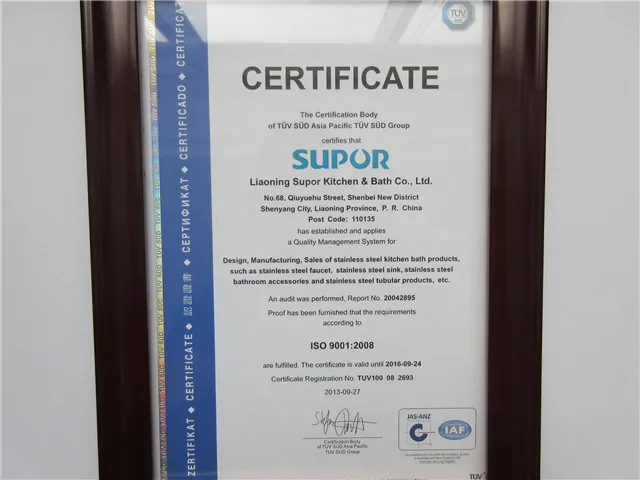 TÜV
SÜD
CERTIFICATE
The Certification Body
of TÜV SÜD Asia Pacific TÜV SÜD Group
certifies that
SUPOR
Liaoning Supor Kitchen & Bath Co., Ltd.
No.68, Qiuyuehu Street, Shenbei New District
Shenyang City, Liaoning Province, P. R. China
Post Code: 110135
has established and applies
a Quality Management System for
Design, Manufacturing, Sales of stainless steel kitchen bath products,
such as stainless steel faucet, stainless steel sink, stainless steel
bathroom accessories and stainless steel tubular products, etc.
An audit was performed, Report No. 20042895
Proof has been furnished that the requirements
according to
ISO 9001:2008
are fulfilled. The certificate is valid until 2016-09-24
Certificate Registration No. TUV100 08 2693
2013-09-27
Certification Body
of TÜV SÜD Asia Pacific
TÜV SÜD Group
JAS-ANZ
IAF
TÜV
ZERTIFIKAT ◆ CERTIFICATE ◆ 認證證書 ◆ СЕРТИФИКАТ ◆ CERTIFICADO ◆ CERTIFICAT